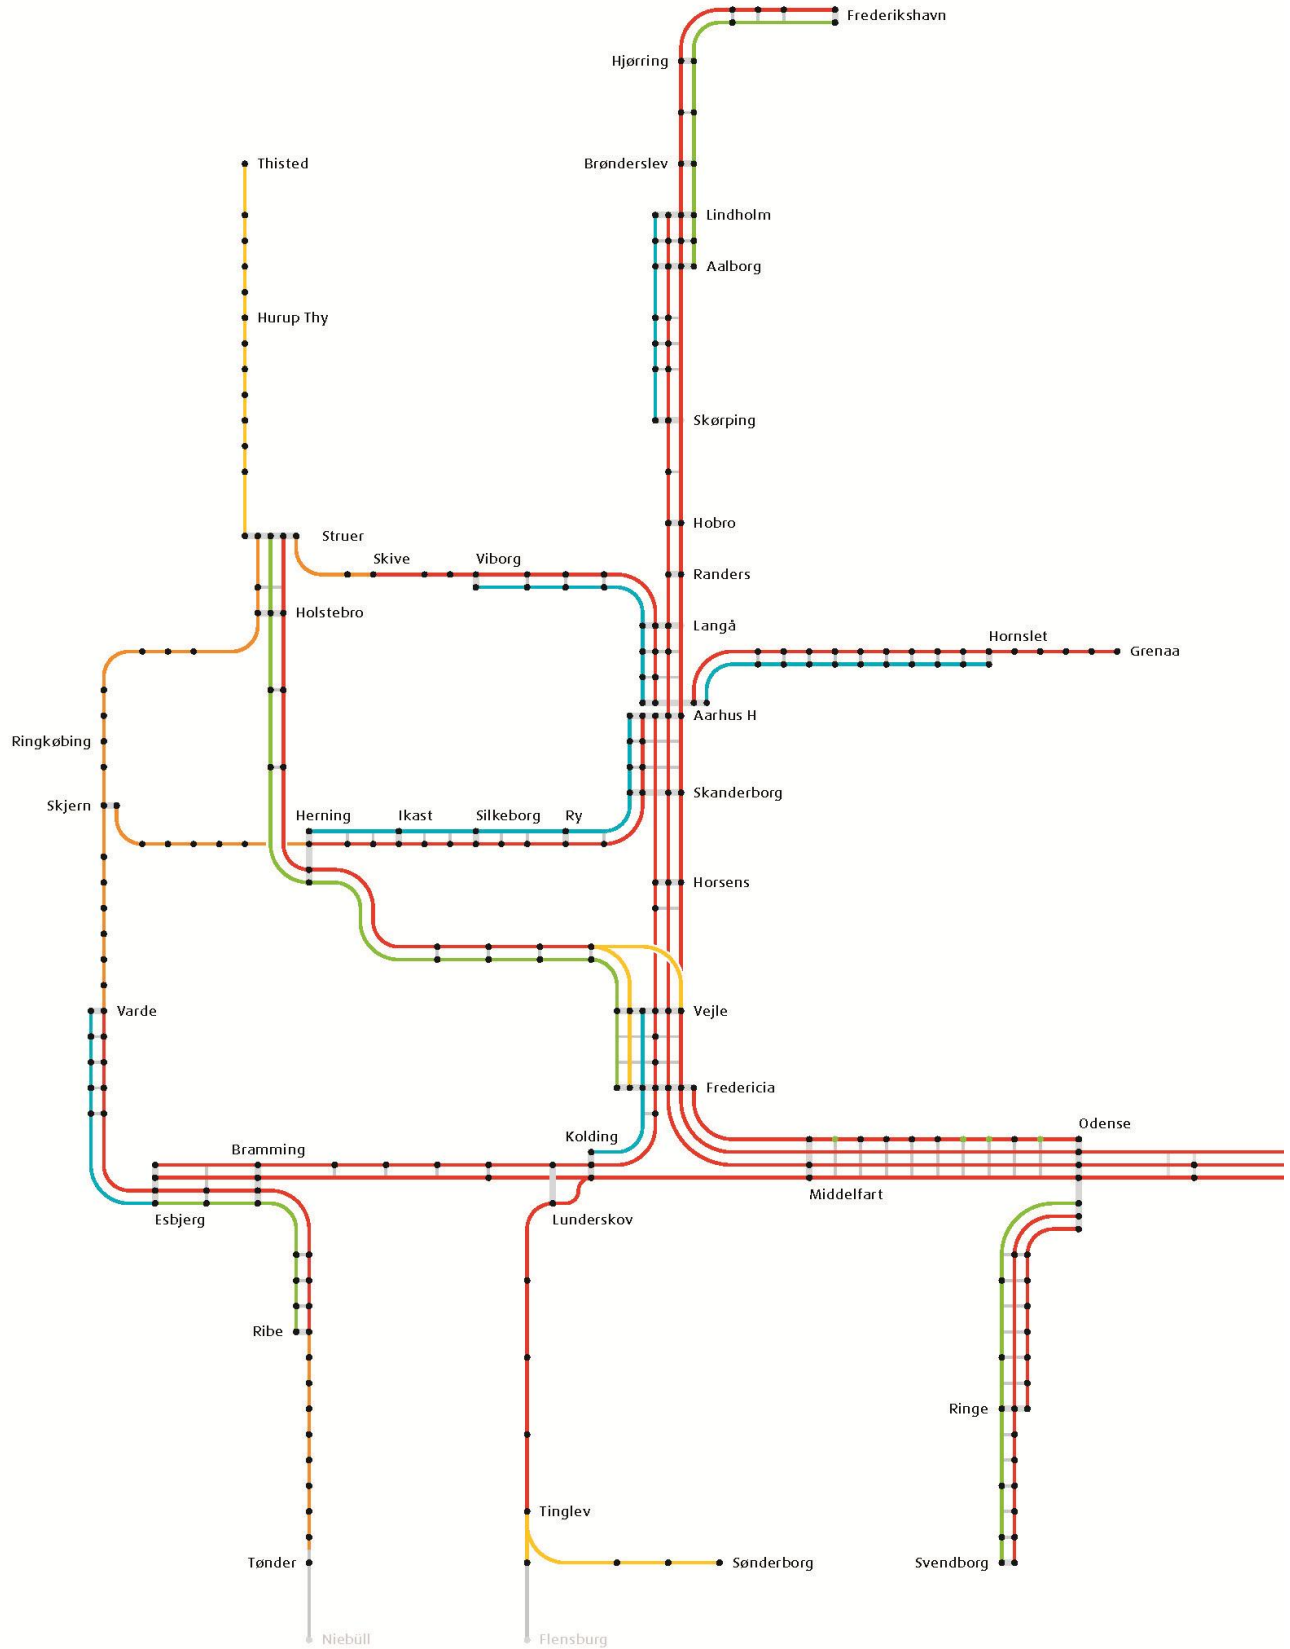 Frederikshavn
Hjørring
Thisted
Brønderslev
Lindholm
Aalborg
Hurup Thy
Skørping
Hobro
Struer
Skive
Viborg
Randers
Holstebro
Langå
Hornslet
Grenaa
Aarhus H
Ringkøbing
Skanderborg
Skjern
Herning
Ikast
Silkeborg
Ry
Horsens
Varde
Vejle
Fredericia
Odense
Kolding
Bramming
Middelfart
Esbjerg
Lunderskov
Ribe
Ringe
Tinglev
Tønder
Sønderborg
Svendborg
Niebüll
Flensburg